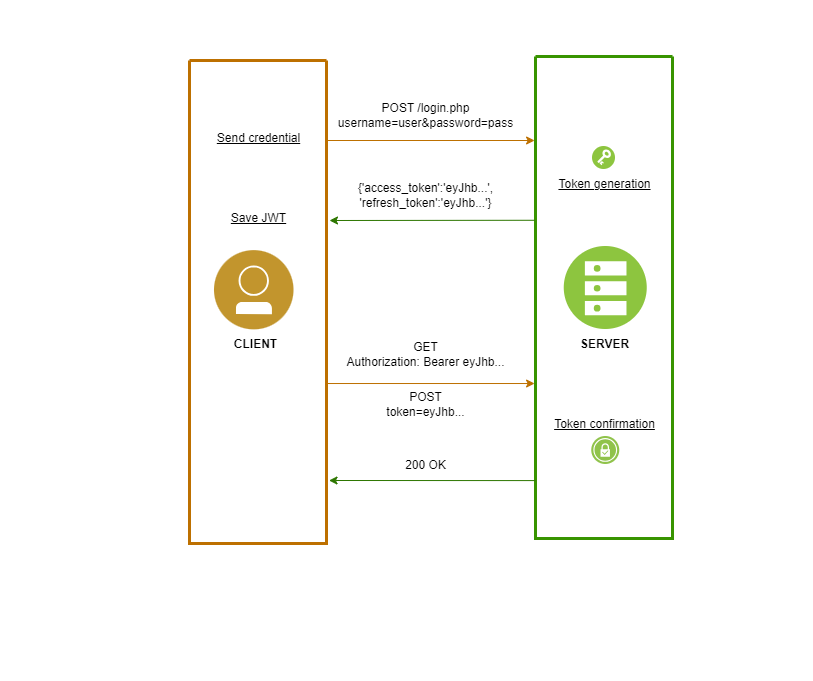 POST /login.php
username=user&password=pass
Send credential
Token generation
{'access_token':'eyJhb...',
'refresh_token':'eyJhb...'}
Save JWT
CLIENT
SERVER
GET
Authorization: Bearer eyJhb...
POST
token=eyJhb...
Token confirmation
200 OK